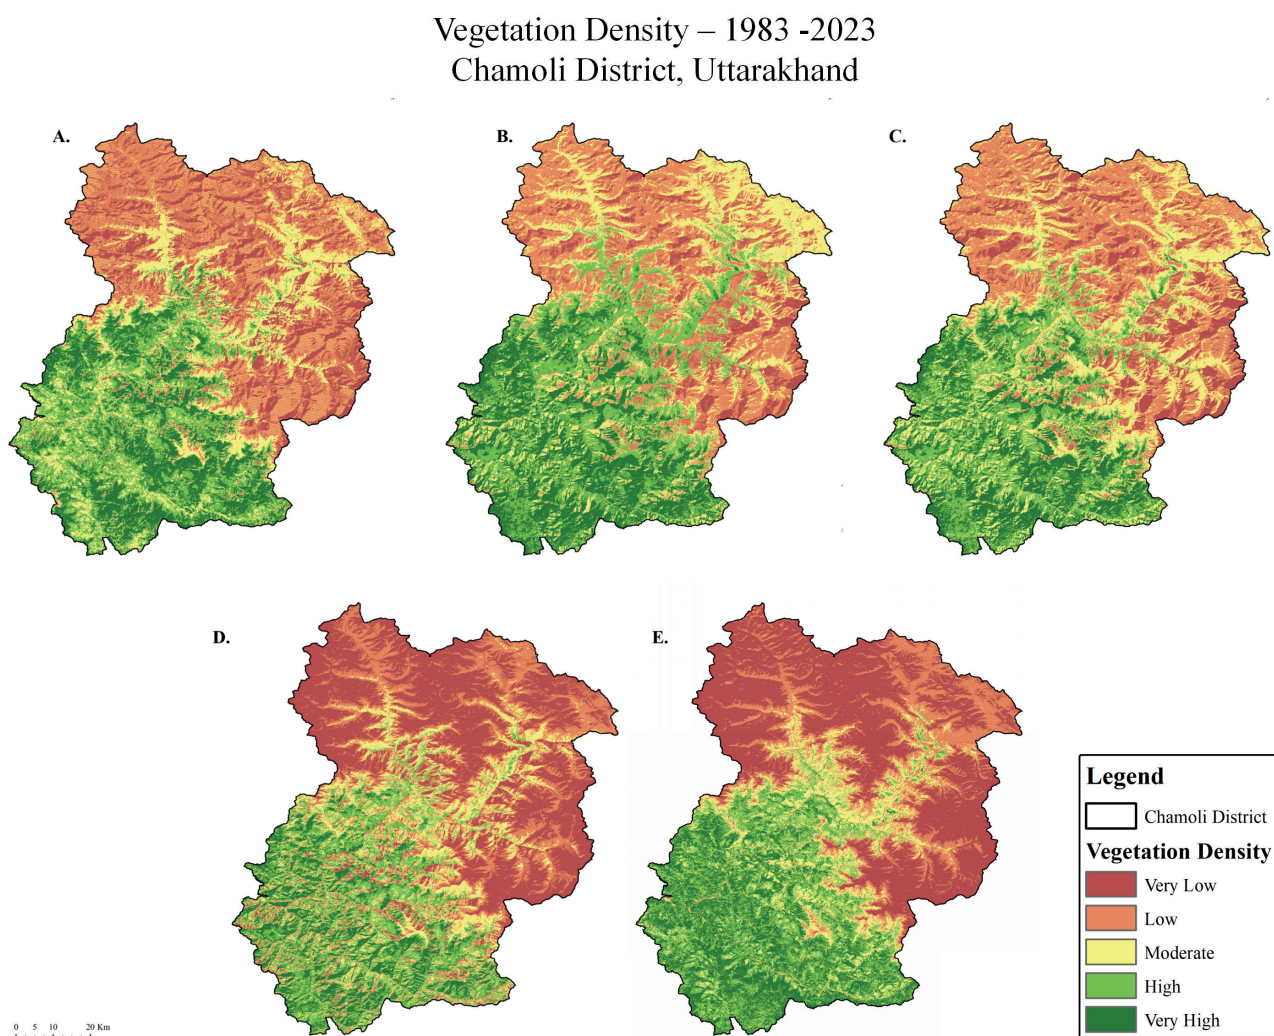 Vegetation Density – 1983 -2023
Chamoli District, Uttarakhand
A.
B.
C.
D.
E.
Legend
Chamoli District
Vegetation Density
Very Low
Low
Moderate
High
Very High
0 5 10 20 Km